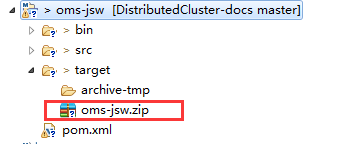 > oms-jsw [DistributedCluster-docs master]
> bin
> src
> target
archive-tmp
oms-jsw.zip
pom.xml